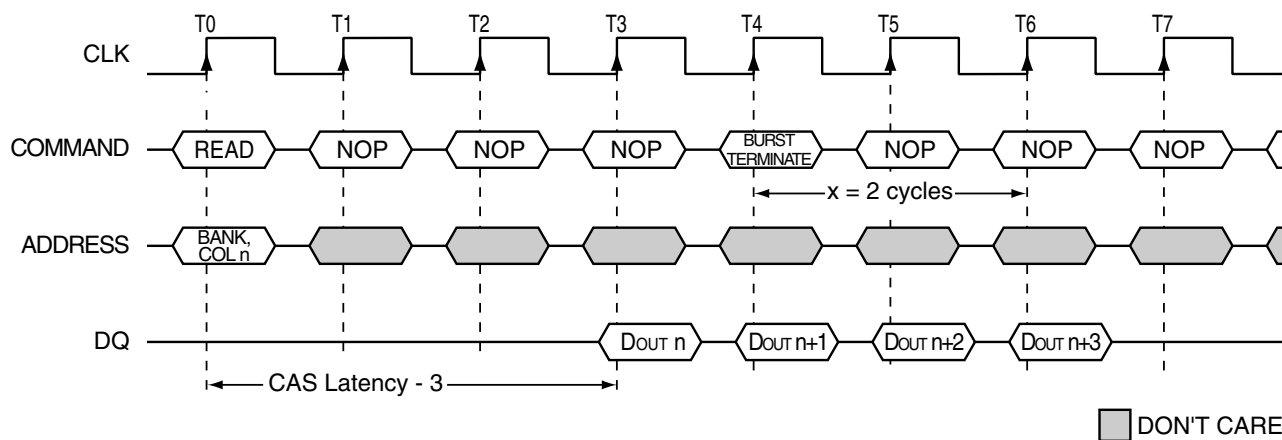 T0 T1 T2 T3 T4 T5 T6 T7
CLK
COMMAND READ NOP NOP NOP BURST TERMINATE NOP NOP NOP
x = 2 cycles
ADDRESS BANK, COL n
DQ DOUT n DOUT n+1 DOUT n+2 DOUT n+3
CAS Latency - 3
DON'T CARE